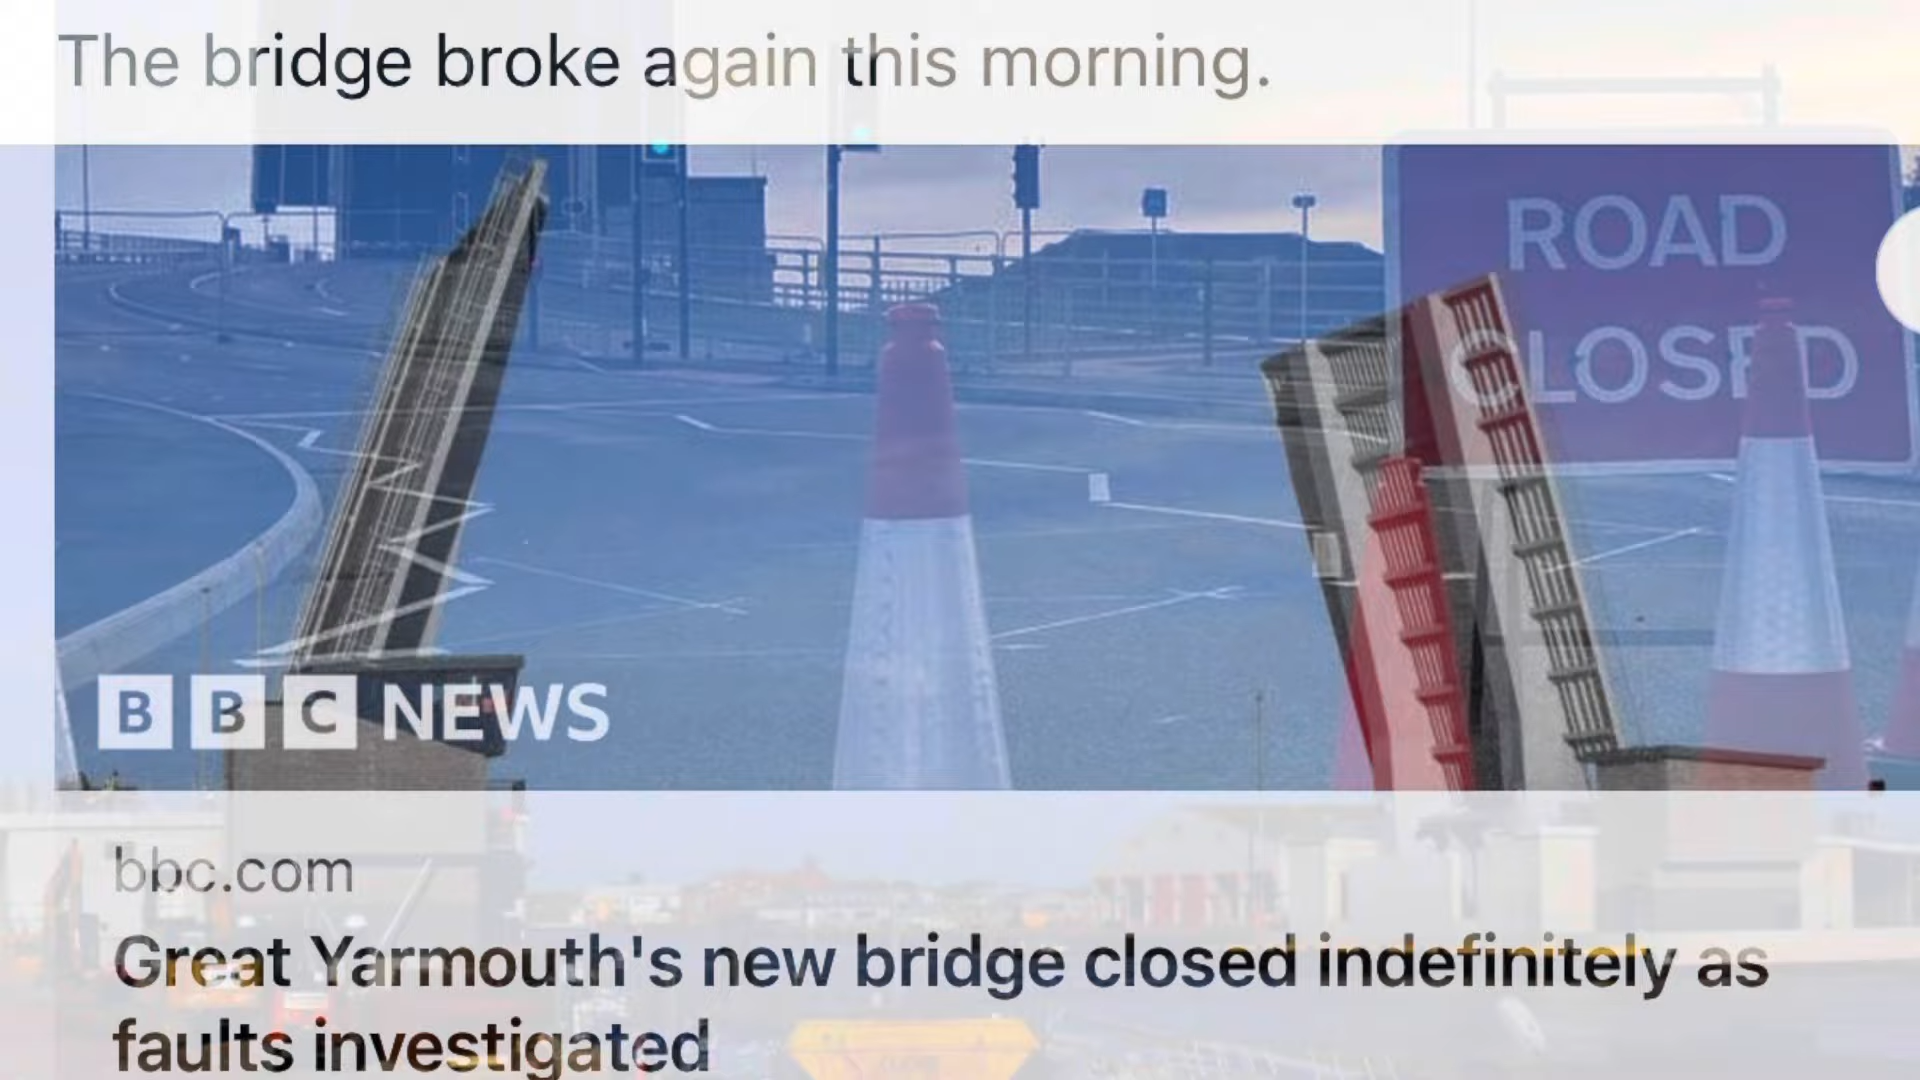 The bridge broke again this morning.
ROAD
CLOSED
BBC NEWS
bbc.com
Great Yarmouth's new bridge closed indefinitely as
faults investigated